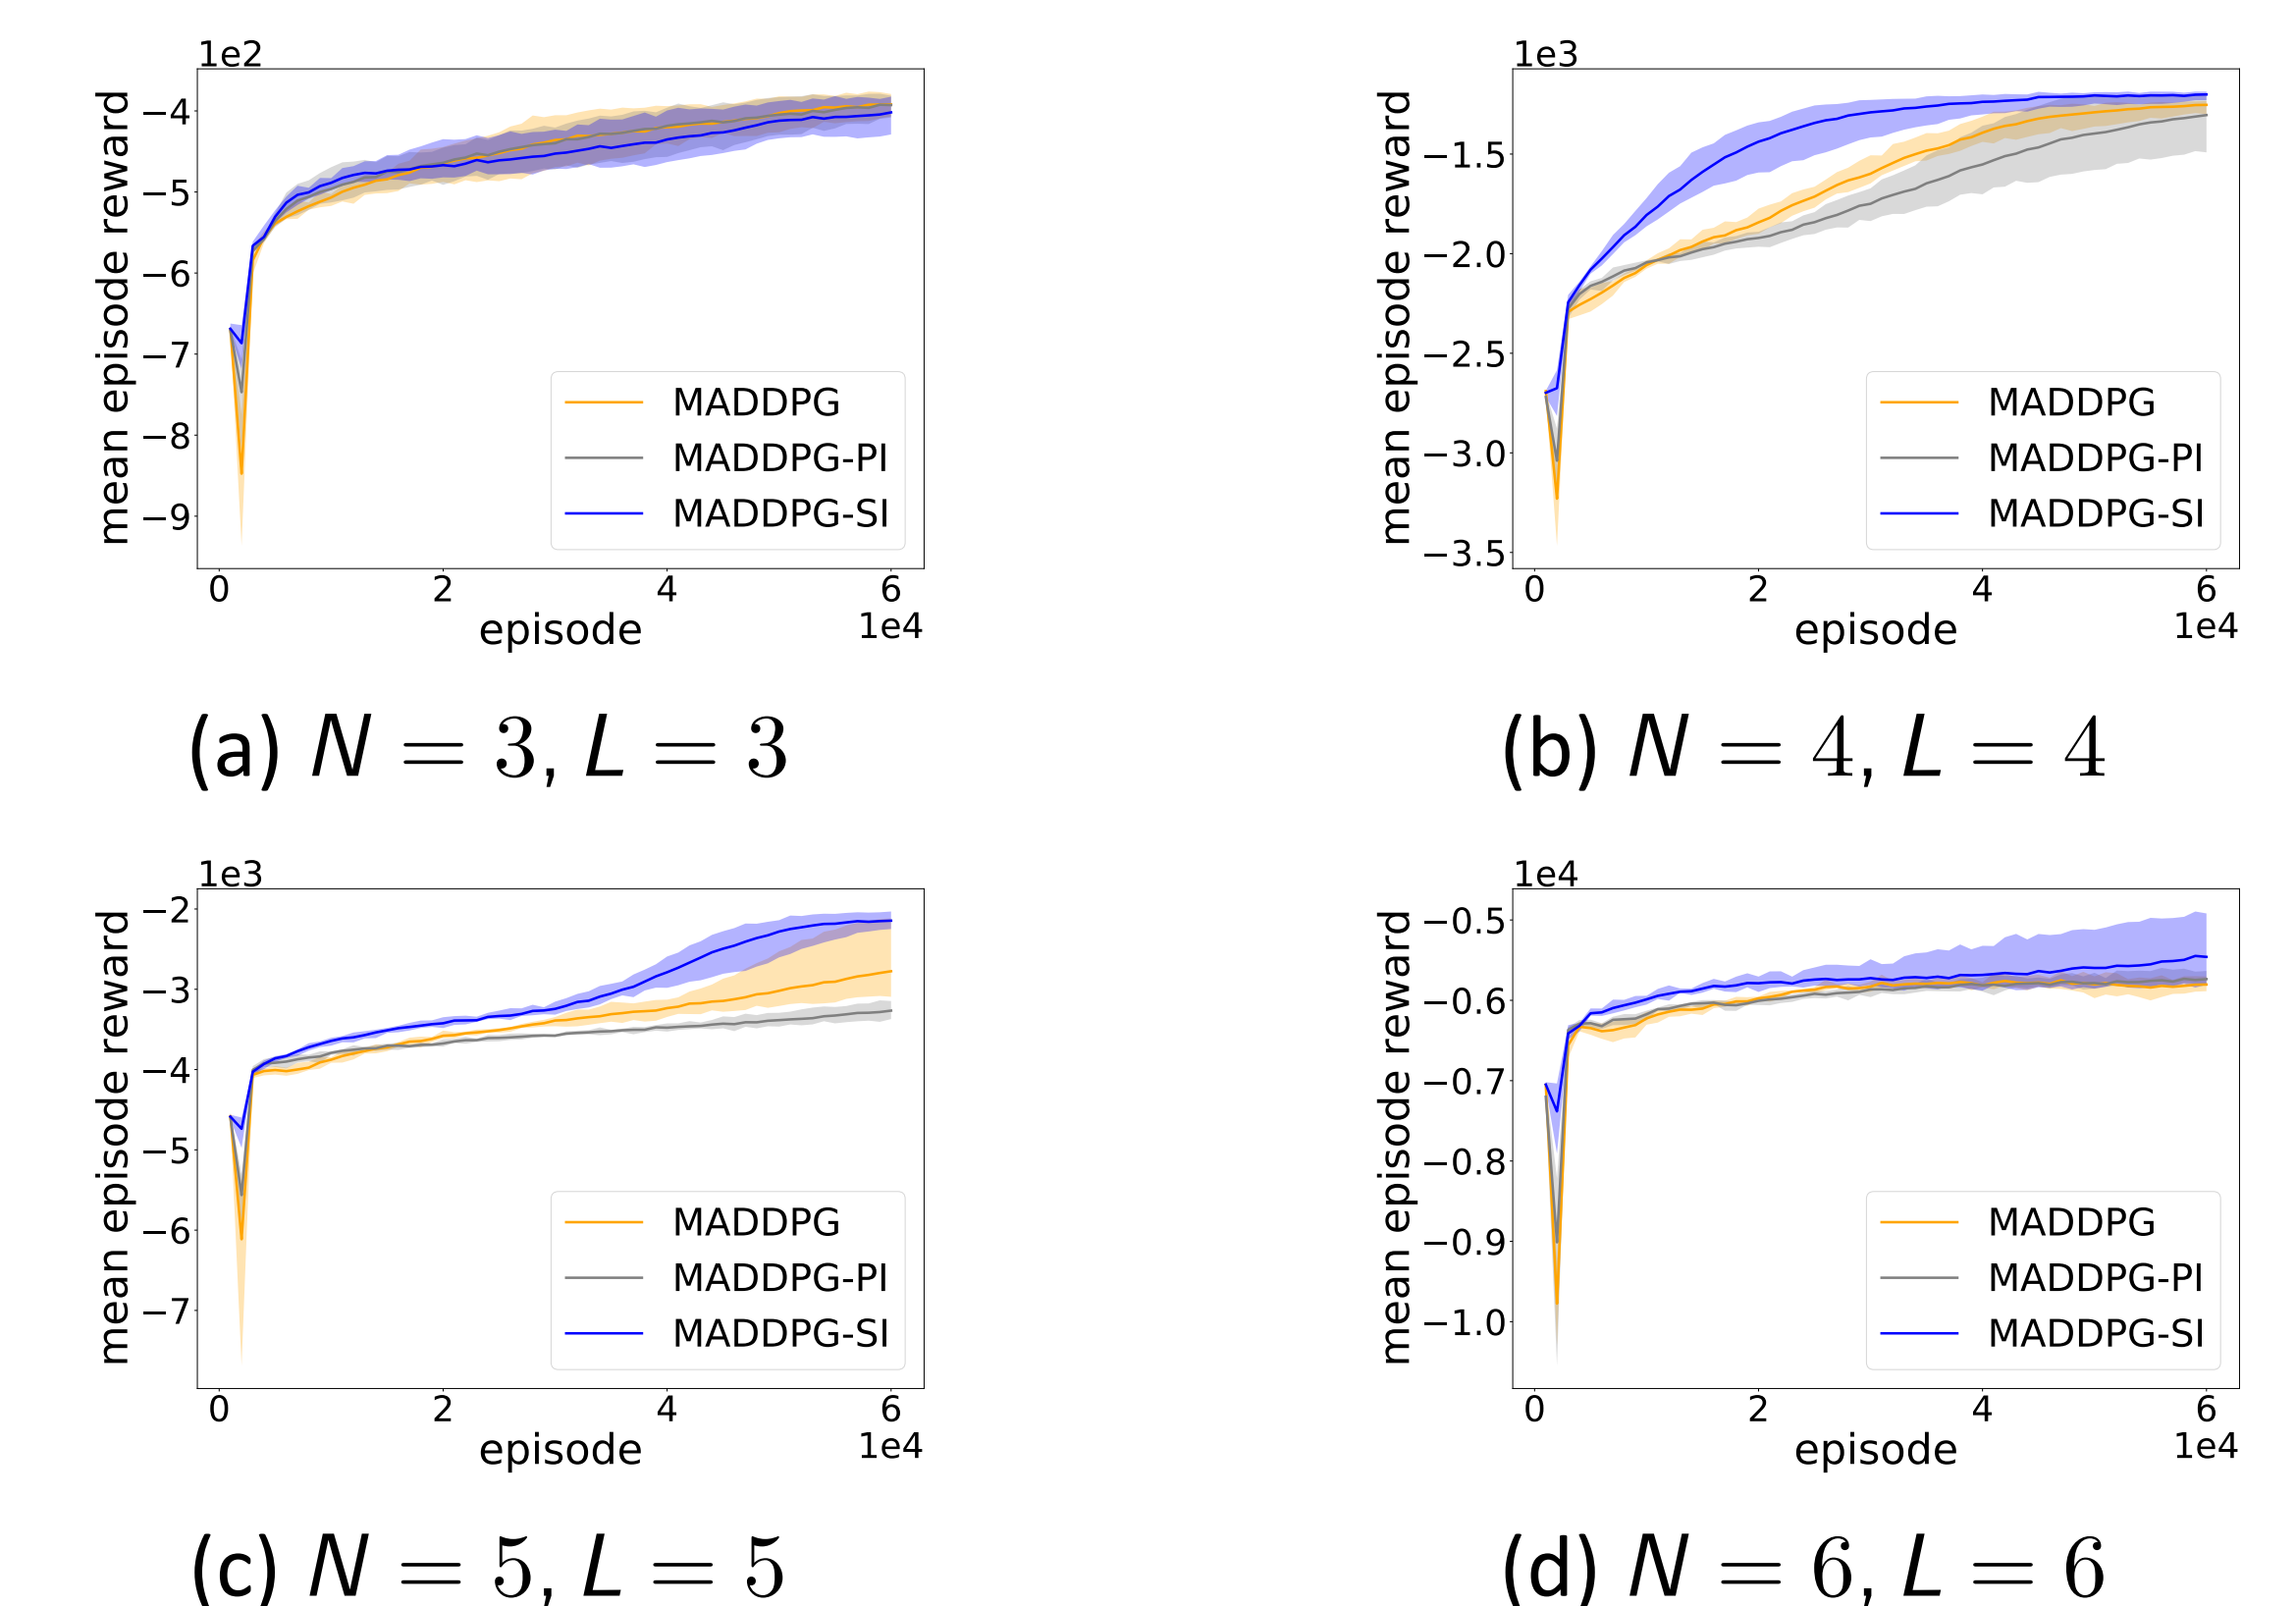 1e2
mean episode reward
−4
−5
−6
−7
−8
−9
MADDPG
MADDPG-PI
MADDPG-SI
0 2 4 6
episode
1e4
(a) N = 3, L = 3
1e3
mean episode reward
−1.5
−2.0
−2.5
−3.0
−3.5
MADDPG
MADDPG-PI
MADDPG-SI
0 2 4 6
episode
1e4
(b) N = 4, L = 4
1e3
mean episode reward
−2
−3
−4
−5
−6
−7
MADDPG
MADDPG-PI
MADDPG-SI
0 2 4 6
episode
1e4
(c) N = 5, L = 5
1e4
mean episode reward
−0.5
−0.6
−0.7
−0.8
−0.9
−1.0
MADDPG
MADDPG-PI
MADDPG-SI
0 2 4 6
episode
1e4
(d) N = 6, L = 6